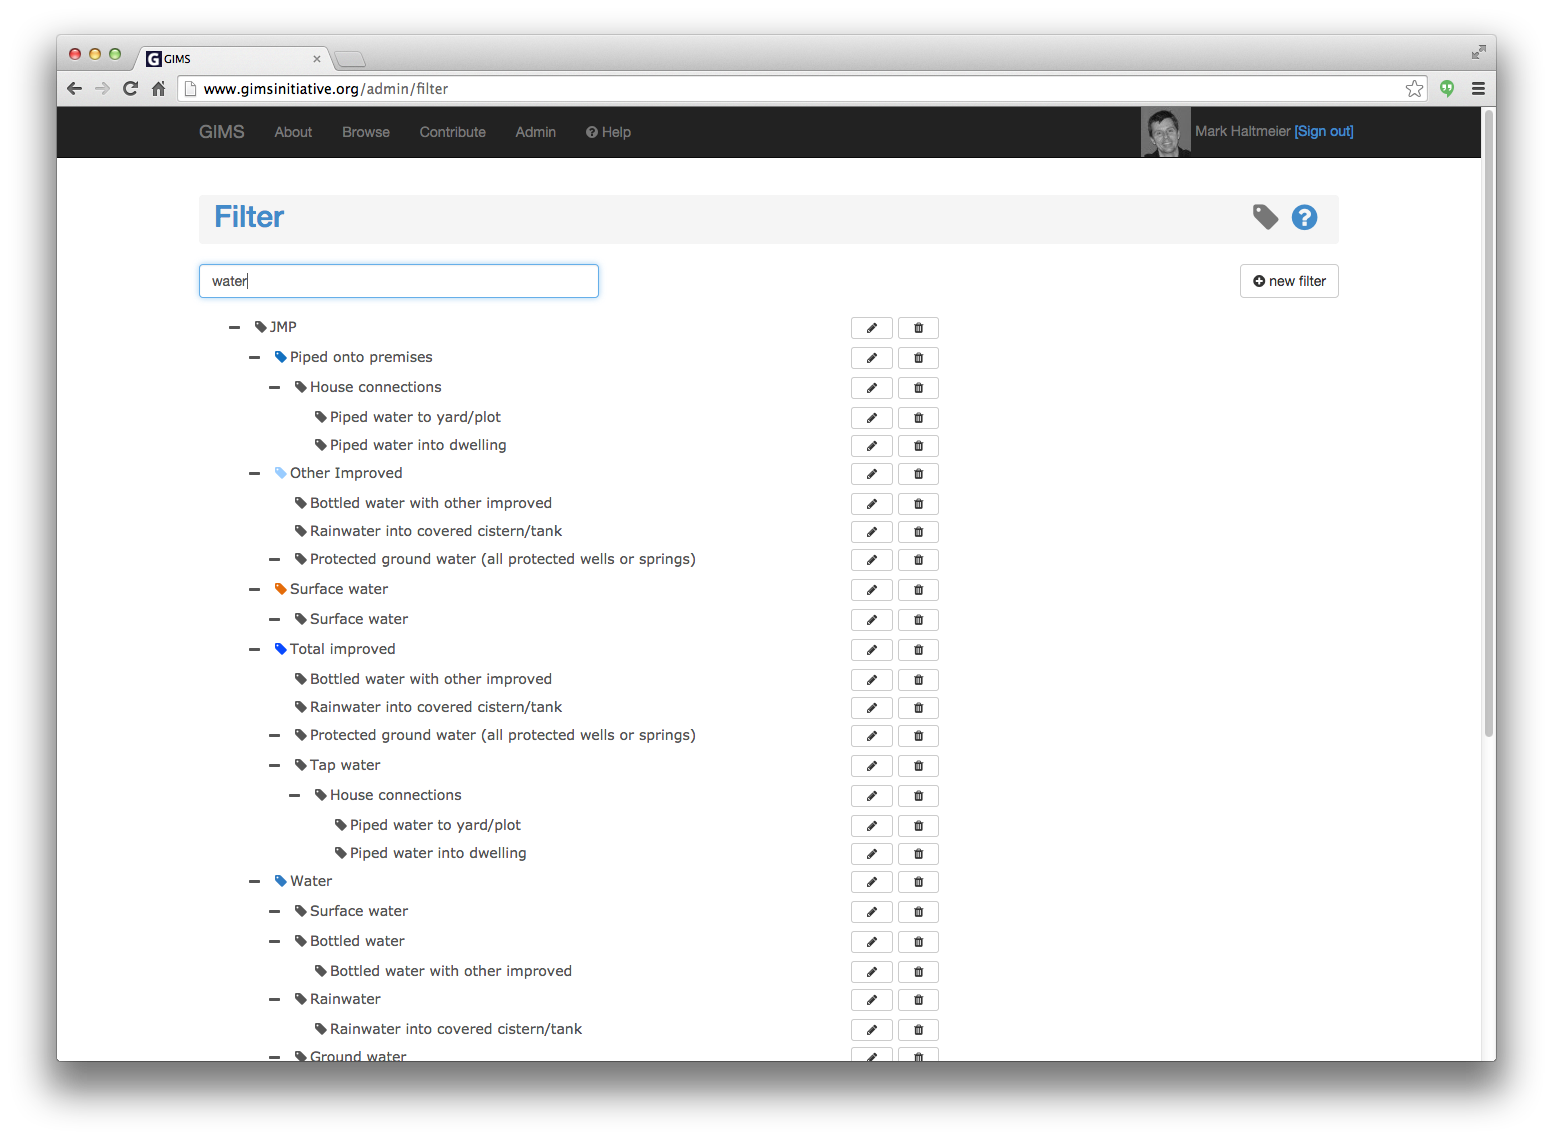 GIMS
www.gimsinitiative.org/admin/filter
GIMS About Browse Contribute Admin Help Mark Haltmeier [Sign out]
Filter
water new filter
JMP
Piped onto premises
House connections
Piped water to yard/plot
Piped water into dwelling
Other Improved
Bottled water with other improved
Rainwater into covered cistern/tank
Protected ground water (all protected wells or springs)
Surface water
Surface water
Total improved
Bottled water with other improved
Rainwater into covered cistern/tank
Protected ground water (all protected wells or springs)
Tap water
House connections
Piped water to yard/plot
Piped water into dwelling
Water
Surface water
Bottled water
Bottled water with other improved
Rainwater
Rainwater into covered cistern/tank
Ground water